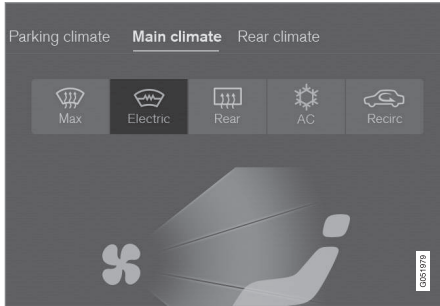 Parking climate Main climate Rear climate
Max Electric Rear AC Recirc
G051979